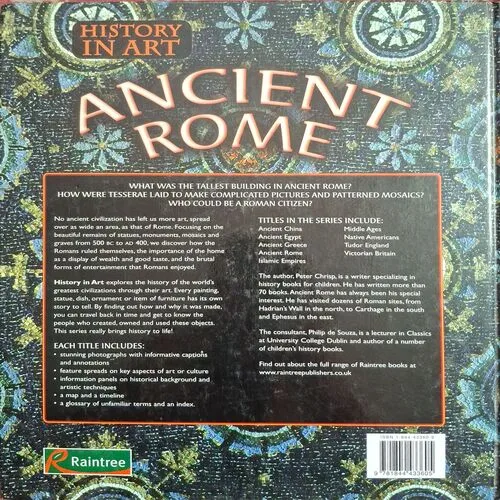 HISTORY
IN ART
ANCIENT
ROME
WHAT WAS THE TALLEST BUILDING IN ANCIENT ROME?
HOW WERE TESSERAE LAID TO MAKE COMPLICATED PICTURES AND PATTERNED MOSAICS?
WHO COULD BE A ROMAN CITIZEN?
No ancient civilization has left us more art, spread
over as wide an area, as that of Rome. Focusing on the
beautiful remains of statues, monuments, mosaics and
graves from 500 BC to AD 400, we discover how the
Romans ruled themselves, the importance of the home
as a display of wealth and good taste, and the brutal
forms of entertainment that Romans enjoyed.
History in Art explores the history of the world's
greatest civilizations through their art. Every painting,
statue, dish, ornament or item of furniture has its own
story to tell. By finding out how and why it was made,
you can travel back in time and get to know the
people who created, owned and used these objects.
This series really brings history to life!
EACH TITLE INCLUDES:
• stunning photographs with informative captions
and annotations
• feature spreads on key aspects of art or culture
• information panels on historical background and
artistic techniques
• a map and a timeline
• a glossary of unfamiliar terms and an index.
TITLES IN THE SERIES INCLUDE:
Ancient China Middle Ages
Ancient Egypt Native Americans
Ancient Greece Tudor England
Ancient Rome Victorian Britain
Islamic Empires
The author, Peter Chrisp, is a writer specializing in
history books for children. He has written more than
70 books. Ancient Rome has always been his special
interest. He has visited dozens of Roman sites, from
Hadrian's Wall in the north, to Carthage in the south
and Ephesus in the east.
The consultant, Philip de Souza, is a lecturer in Classics
at University College Dublin and author of a number
of children's history books.
Find out about the full range of Raintree books at
www.raintreepublishers.co.uk
Raintree
ISBN 1-844-43360-9
9 781844 433605